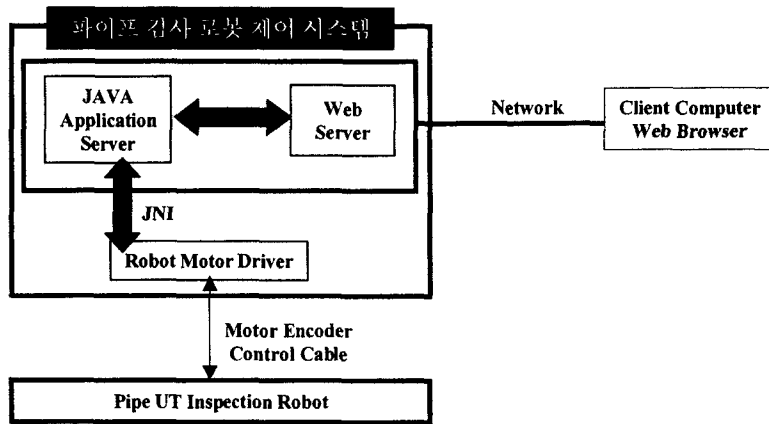 파이프 검사 로봇 제어 시스템
JAVA
Application
Server
Web
Server
Network
Client Computer
Web Browser
JNI
Robot Motor Driver
Motor Encoder
Control Cable
Pipe UT Inspection Robot